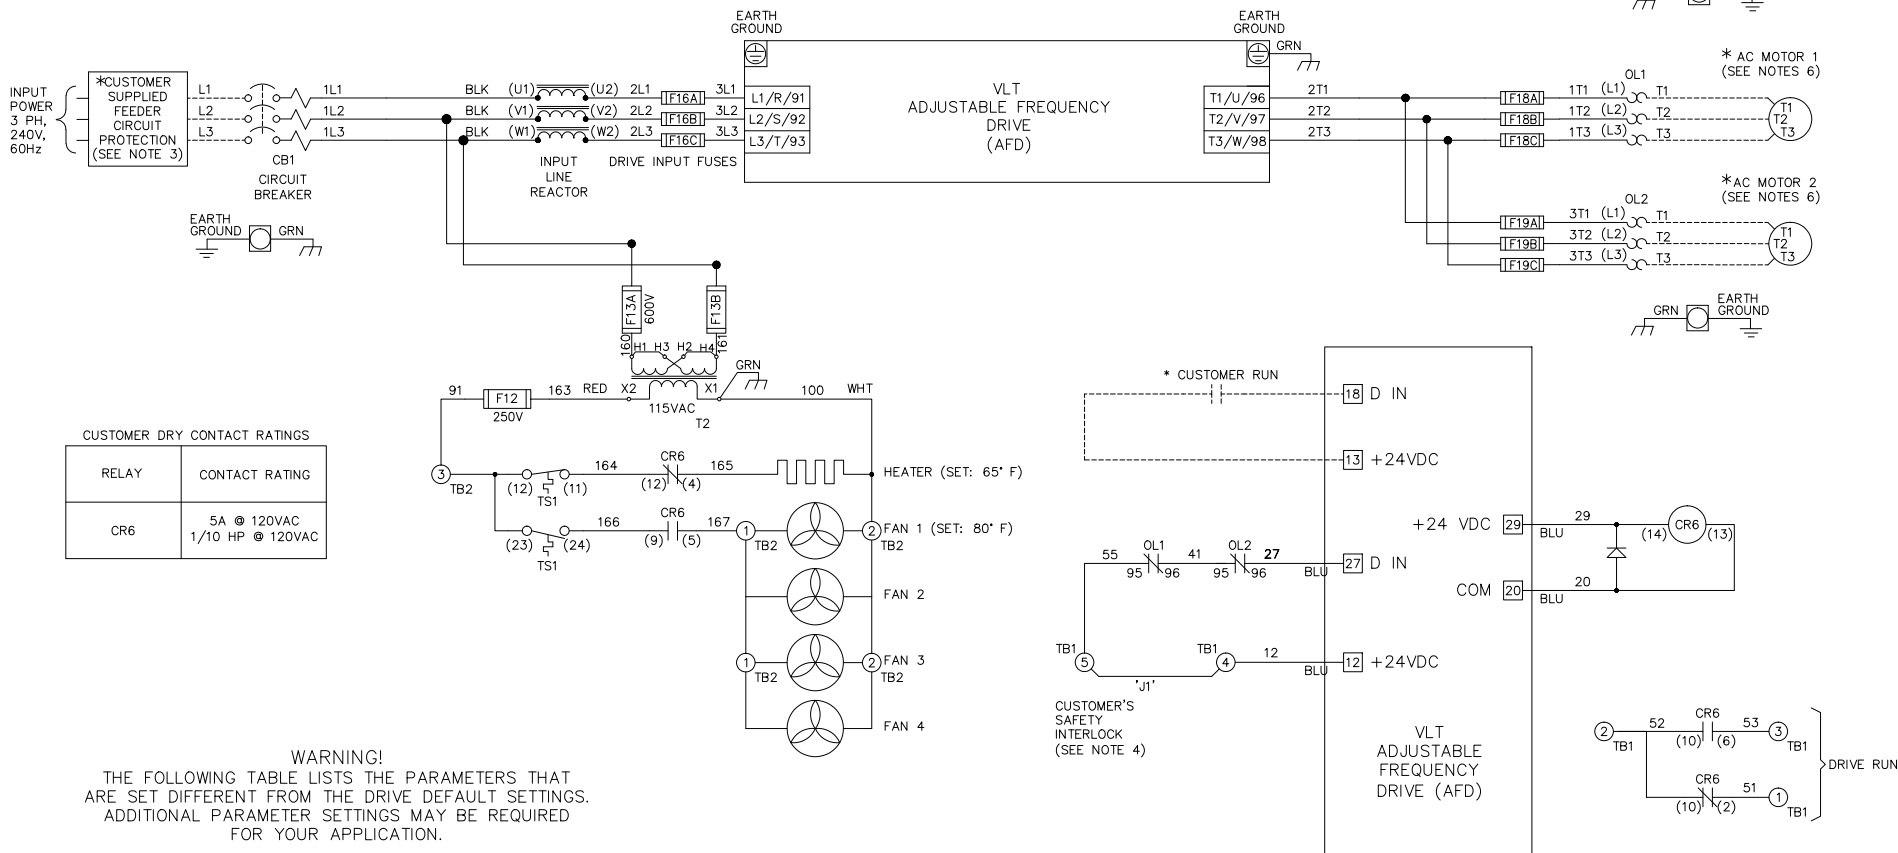 EARTH
GROUND
EARTH
GROUND
GRN
INPUT
POWER
3 PH,
240V,
60Hz
*CUSTOMER
SUPPLIED
FEEDER
CIRCUIT
PROTECTION
(SEE NOTE 3)
L1
L2
L3
CB1
CIRCUIT
BREAKER
1L1
1L2
1L3
BLK
BLK
BLK
(U1)
(V1)
(W1)
(U2)
(V2)
(W2)
INPUT
LINE
REACTOR
2L1
2L2
2L3
F16A
F16B
F16C
DRIVE INPUT FUSES
3L1
3L2
3L3
L1/R/91
L2/S/92
L3/T/93
VLT
ADJUSTABLE FREQUENCY
DRIVE
(AFD)
T1/U/96
T2/V/97
T3/W/98
2T1
2T2
2T3
F18A
F18B
F18C
1T1
1T2
1T3
(L1)
(L2)
(L3)
OL1
T1
T2
T3
T1
T2
T3
* AC MOTOR 1
(SEE NOTES 6)
*AC MOTOR 2
(SEE NOTES 6)
F19A
F19B
F19C
3T1
3T2
3T3
(L1)
(L2)
(L3)
OL2
T1
T2
T3
T1
T2
T3
EARTH
GROUND
GRN
GRN
EARTH
GROUND
F13A
600V
F13B
160
161
H1 H3 H2 H4
GRN
91
F12
250V
163
RED
X2
X1
115VAC
T2
100
WHT
CUSTOMER DRY CONTACT RATINGS
RELAY
CONTACT RATING
CR6
5A @ 120VAC
1/10 HP @ 120VAC
3
TB2
(12)
(11)
TS1
164
CR6
(12)
(4)
165
HEATER (SET: 65° F)
(23)
(24)
TS1
166
CR6
(9)
(5)
167
1
TB2
2
TB2
FAN 1 (SET: 80° F)
FAN 2
1
TB2
2
TB2
FAN 3
FAN 4
* CUSTOMER RUN
18
D IN
13
+24VDC
55
OL1
95
96
41
OL2
95
96
27
BLU
27
D IN
TB1
5
TB1
4
'J1'
12
BLU
12
+24VDC
CUSTOMER'S
SAFETY
INTERLOCK
(SEE NOTE 4)
+24 VDC
29
29
BLU
(14)
CR6
(13)
COM
20
20
BLU
VLT
ADJUSTABLE
FREQUENCY
DRIVE (AFD)
2
TB1
52
CR6
(10)
(6)
53
3
TB1
CR6
(10)
(2)
51
1
TB1
DRIVE RUN
WARNING!
THE FOLLOWING TABLE LISTS THE PARAMETERS THAT
ARE SET DIFFERENT FROM THE DRIVE DEFAULT SETTINGS.
ADDITIONAL PARAMETER SETTINGS MAY BE REQUIRED
FOR YOUR APPLICATION.